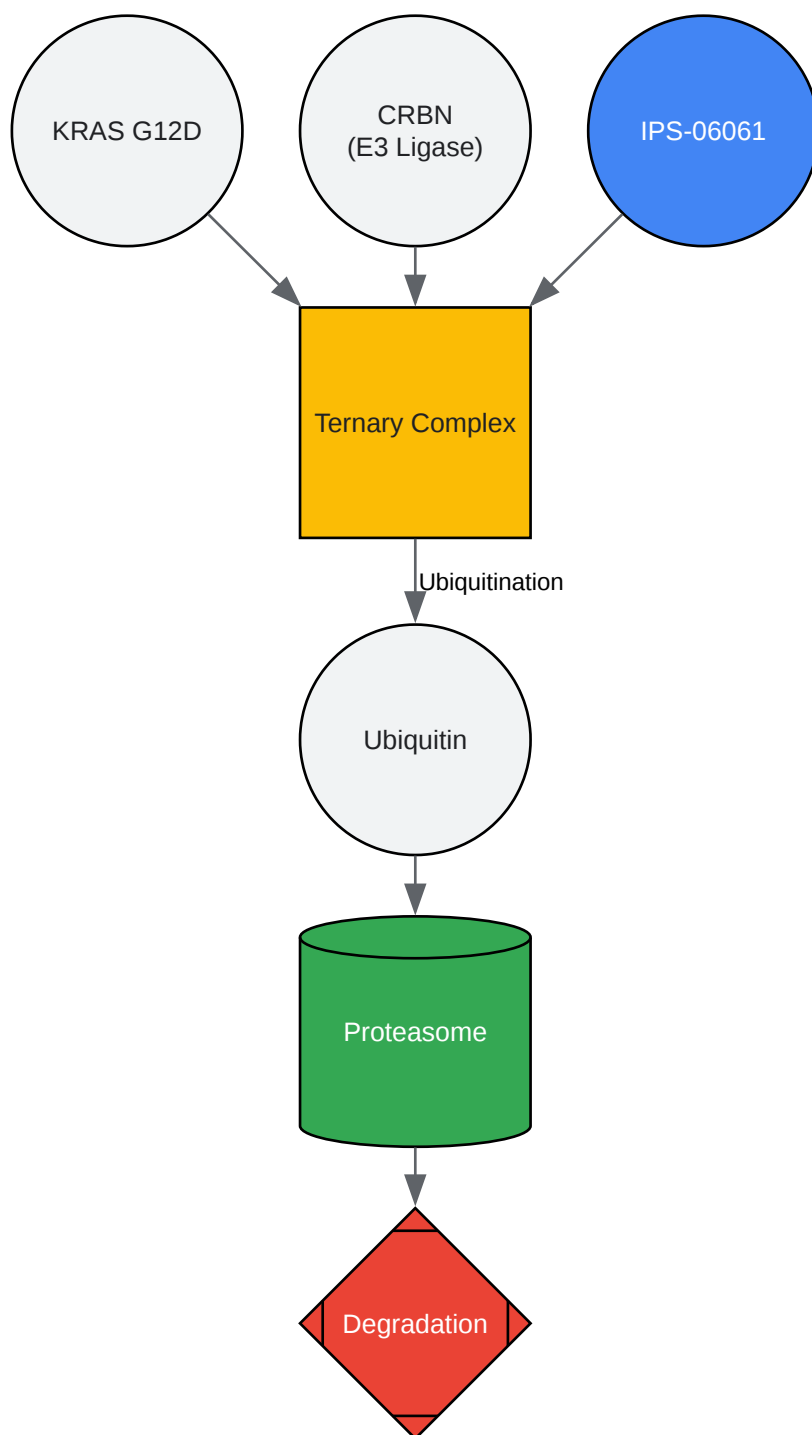 KRAS G12D
CRBN
(E3 Ligase)
IPS-06061
Ternary Complex
Ubiquitination
Ubiquitin
Proteasome
Degradation